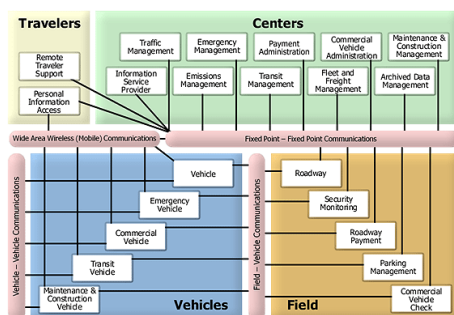 Travelers
Centers
Remote
Traveler
Support
Personal
Information
Access
Traffic
Management
Emergency
Management
Payment
Administration
Commercial
Vehicle
Administration
Maintenance &
Construction
Management
Information
Service
Provider
Emissions
Management
Transit
Management
Fleet and
Freight
Management
Archived Data
Management
Wide Area Wireless (Mobile) Communications
Fixed Point – Fixed Point Communications
Vehicle – Vehicle Communications
Vehicle
Emergency
Vehicle
Commercial
Vehicle
Transit
Vehicle
Maintenance &
Construction
Vehicle
Vehicles
Field – Vehicle Communications
Roadway
Security
Monitoring
Roadway
Payment
Parking
Management
Commercial
Vehicle
Check
Field